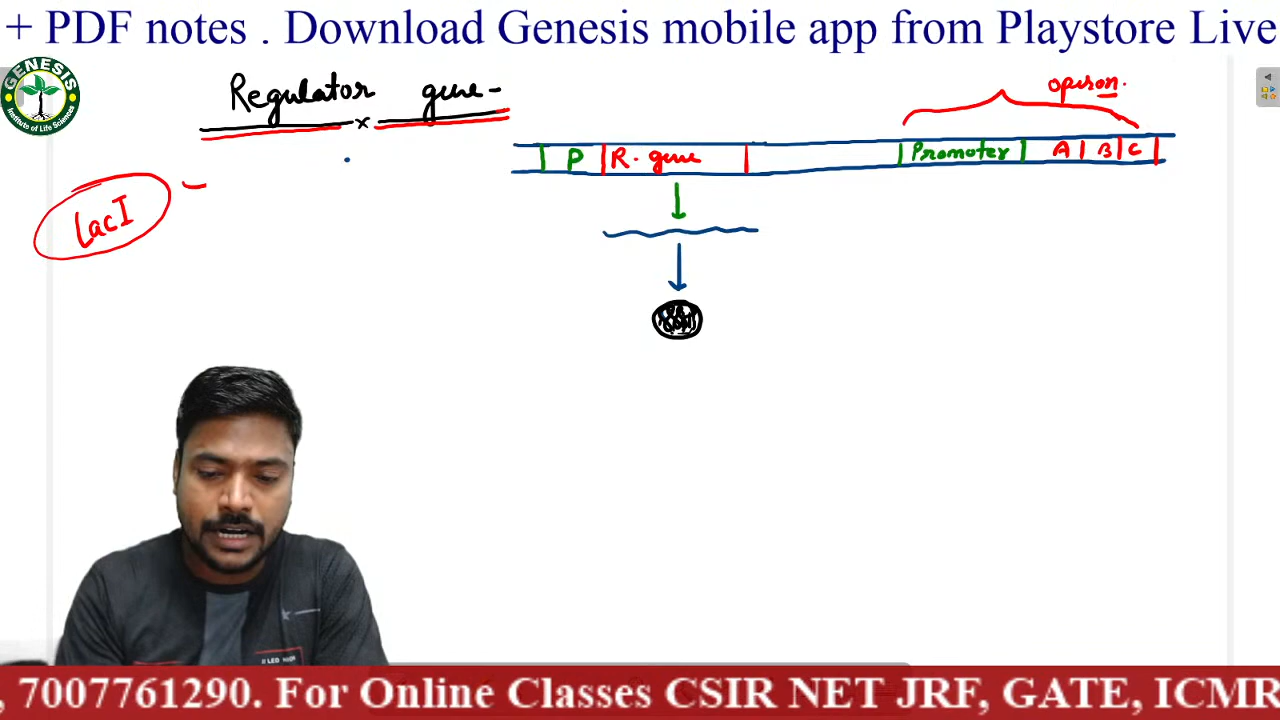 + PDF notes . Download Genesis mobile app from Playstore Live
GENESIS
Institute of Life Sciences
Regulator gene -
operon.
P R. gene Promoter A B C
LacI
, 7007761290. For Online Classes CSIR NET JRF, GATE, ICMR